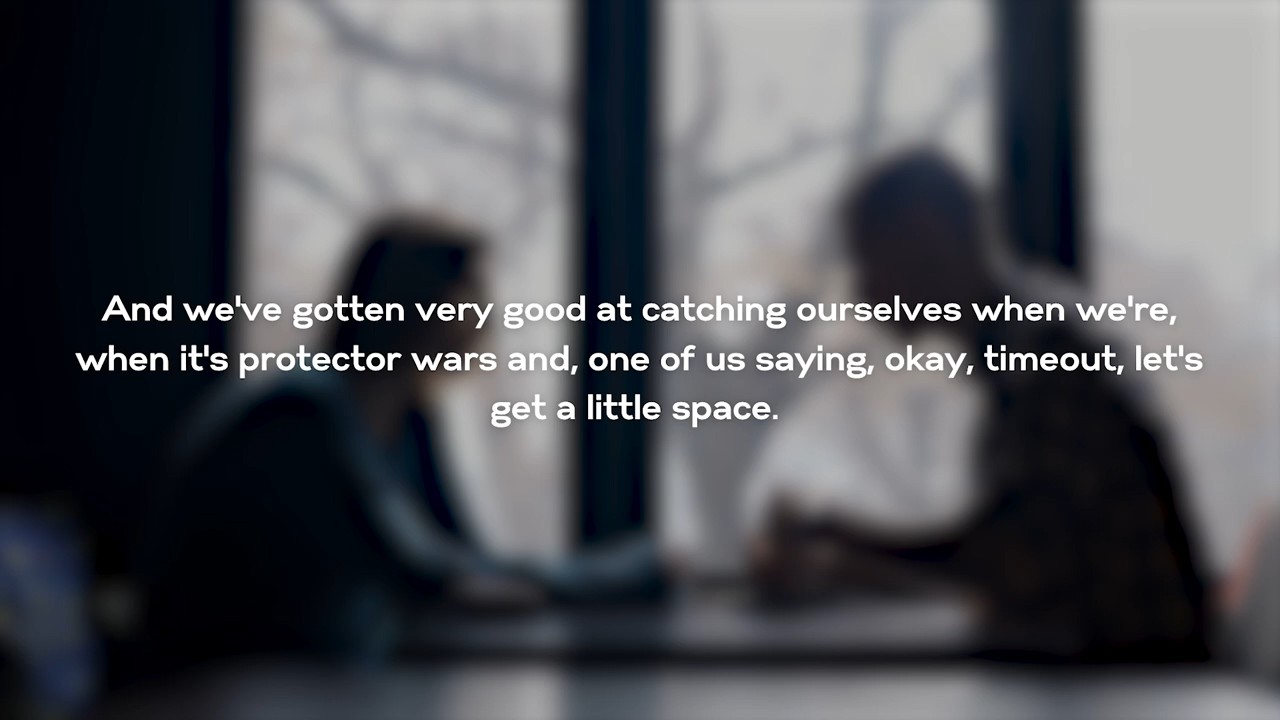 And we've gotten very good at catching ourselves when we're,
when it's protector wars and, one of us saying, okay, timeout, let's
get a little space.